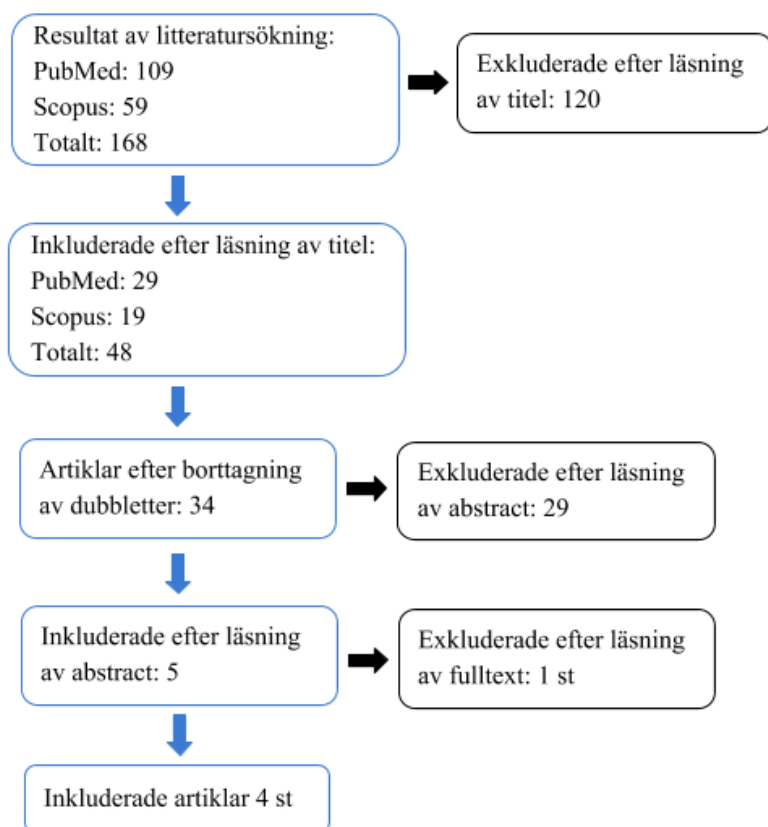 Resultat av litteratursökning:
PubMed: 109
Scopus: 59
Totalt: 168
Exkluderade efter läsning
av titel: 120
Inkluderade efter läsning av titel:
PubMed: 29
Scopus: 19
Totalt: 48
Artiklar efter borttagning
av dubbletter: 34
Exkluderade efter läsning
av abstract: 29
Inkluderade efter läsning
av abstract: 5
Exkluderade efter läsning
av fulltext: 1 st
Inkluderade artiklar 4 st